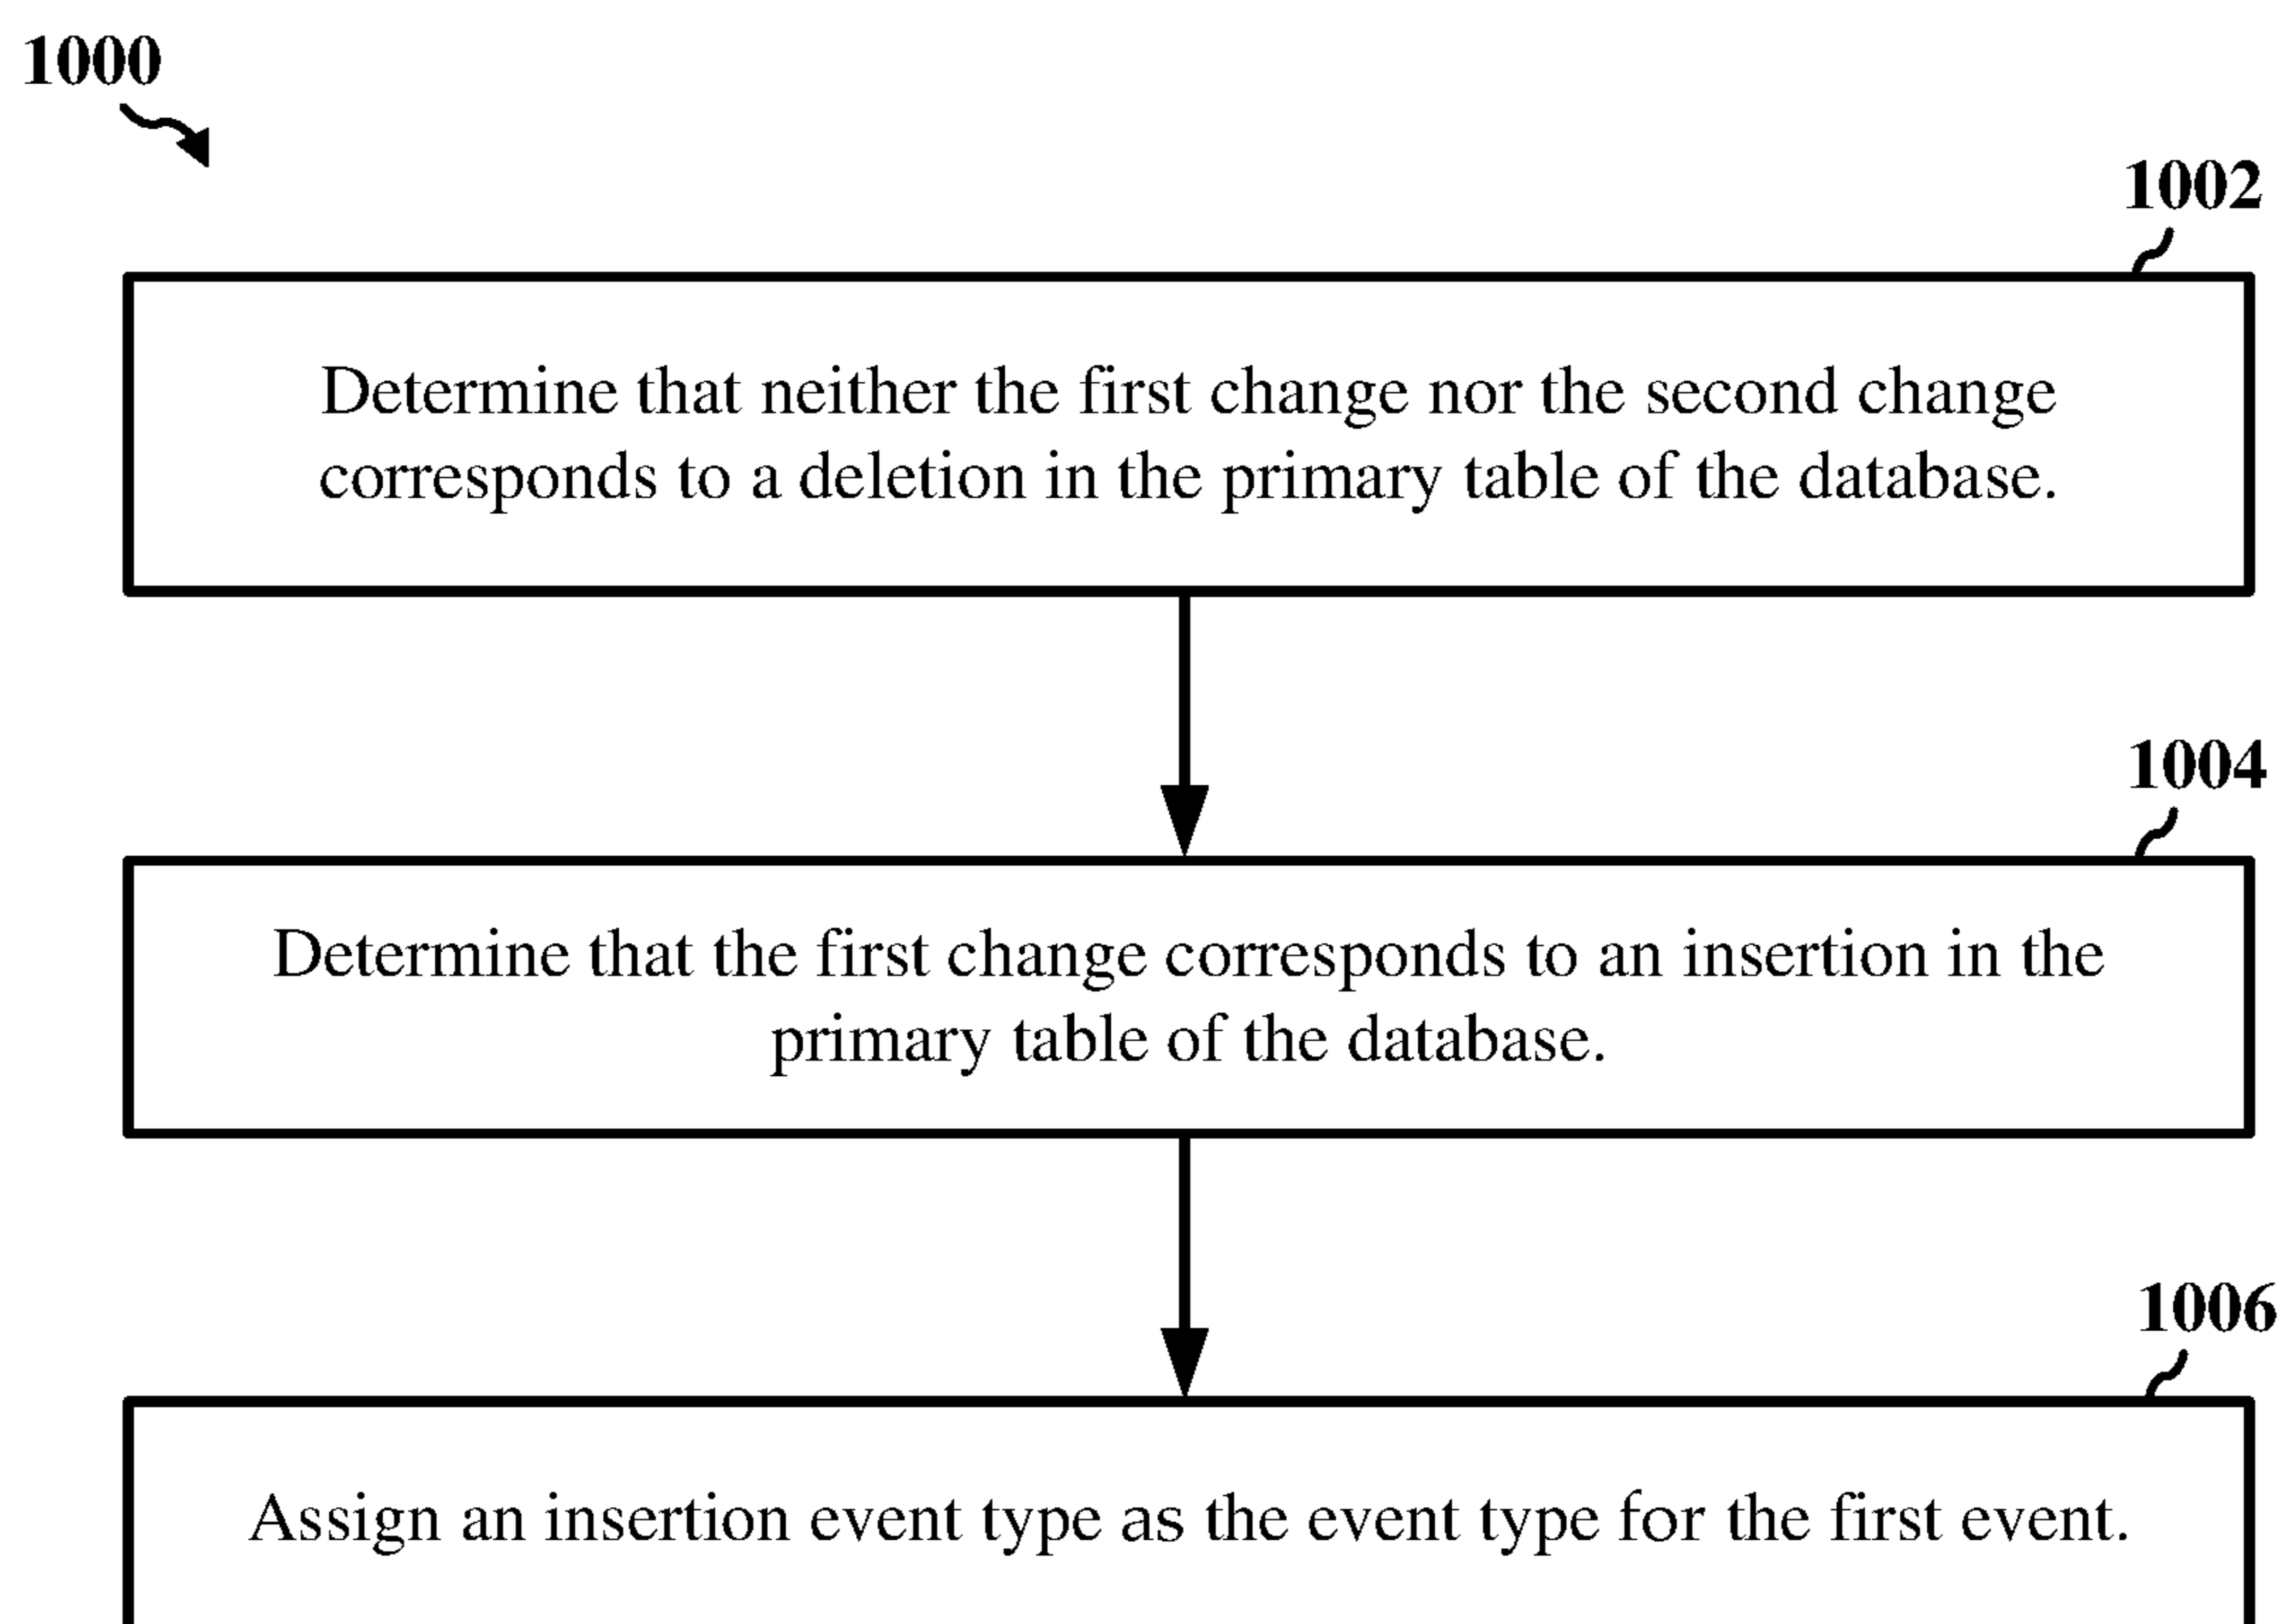 1000
1002
Determine that neither the first change nor the second change
corresponds to a deletion in the primary table of the database.
1004
Determine that the first change corresponds to an insertion in the
primary table of the database.
1006
Assign an insertion event type as the event type for the first event.